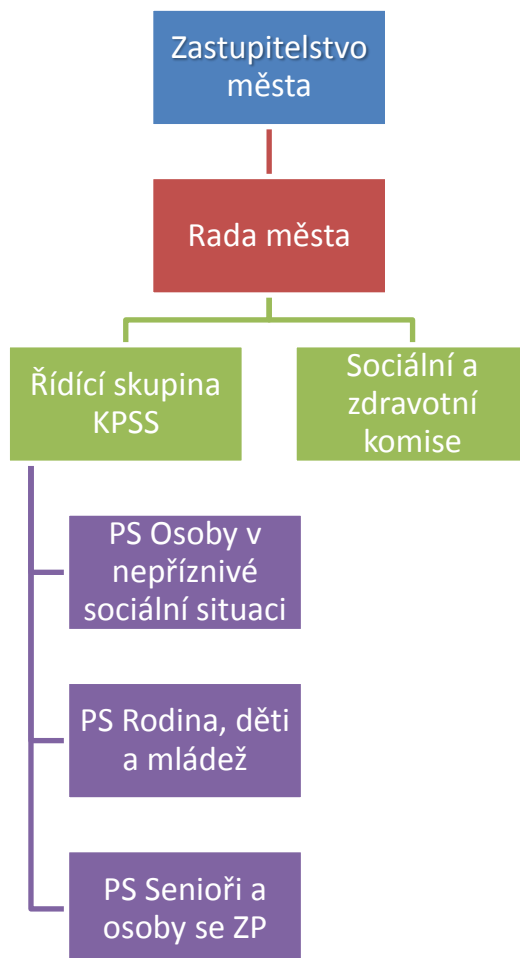 Zastupitelstvo
města
Rada města
Řídící skupina
KPSS
Sociální a
zdravotní
komise
PS Osoby v
nepříznivé
sociální situaci
PS Rodina, děti
a mládež
PS Senioři a
osoby se ZP